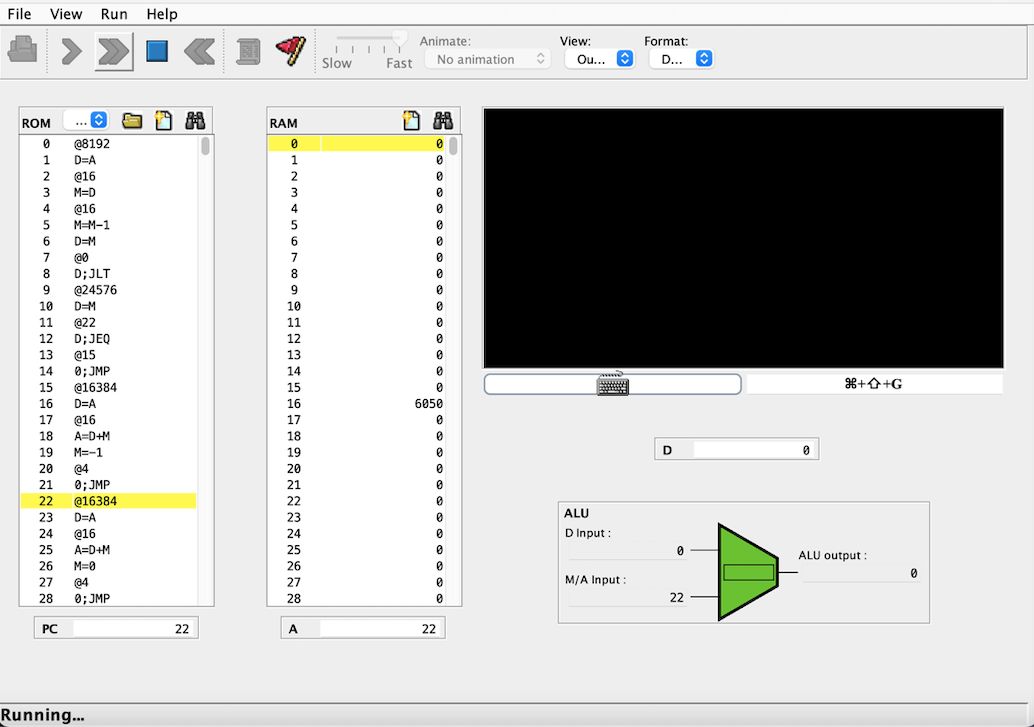 File View Run Help
Slow Fast
Animate:
No animation
View:
Ou...
Format:
D...
ROM ...
0 @8192
1 D=A
2 @16
3 M=D
4 @16
5 M=M-1
6 D=M
7 @0
8 D;JLT
9 @24576
10 D=M
11 @22
12 D;JEQ
13 @15
14 0;JMP
15 @16384
16 D=A
17 @16
18 A=D+M
19 M=-1
20 @4
21 0;JMP
22 @16384
23 D=A
24 @16
25 A=D+M
26 M=0
27 @4
28 0;JMP
PC 22
RAM
0 0
1 0
2 0
3 0
4 0
5 0
6 0
7 0
8 0
9 0
10 0
11 0
12 0
13 0
14 0
15 0
16 6050
17 0
18 0
19 0
20 0
21 0
22 0
23 0
24 0
25 0
26 0
27 0
28 0
A 22
⌘+⇧+G
D 0
ALU
D Input :
0
M/A Input :
22
ALU output :
0
Running...